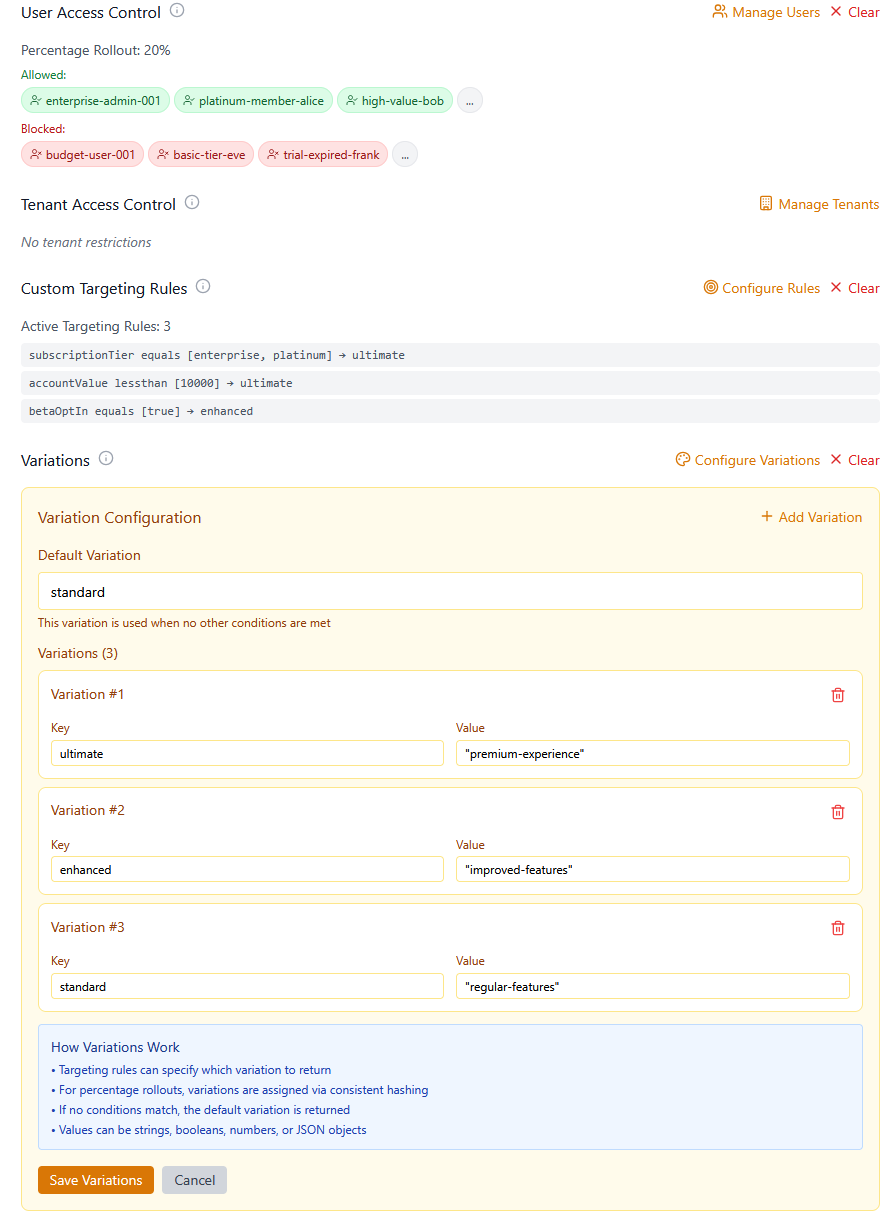 User Access Control
Manage Users
Clear
Percentage Rollout: 20%
Allowed:
enterprise-admin-001
platinum-member-alice
high-value-bob
...
Blocked:
budget-user-001
basic-tier-eve
trial-expired-frank
...
Tenant Access Control
Manage Tenants
No tenant restrictions
Custom Targeting Rules
Configure Rules
Clear
Active Targeting Rules: 3
subscriptionTier equals [enterprise, platinum] → ultimate
accountValue lessthan [10000] → ultimate
betaOptIn equals [true] → enhanced
Variations
Configure Variations
Clear
Variation Configuration
Add Variation
Default Variation
standard
This variation is used when no other conditions are met
Variations (3)
Variation #1
Key
Value
ultimate
"premium-experience"
Variation #2
Key
Value
enhanced
"improved-features"
Variation #3
Key
Value
standard
"regular-features"
How Variations Work
• Targeting rules can specify which variation to return
• For percentage rollouts, variations are assigned via consistent hashing
• If no conditions match, the default variation is returned
• Values can be strings, booleans, numbers, or JSON objects
Save Variations
Cancel